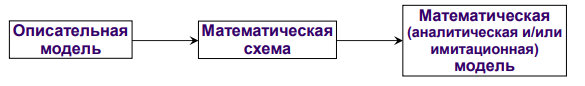 Описательная
модель
Математическая
схема
Математическая
(аналитическая и/или
имитационная)
модель